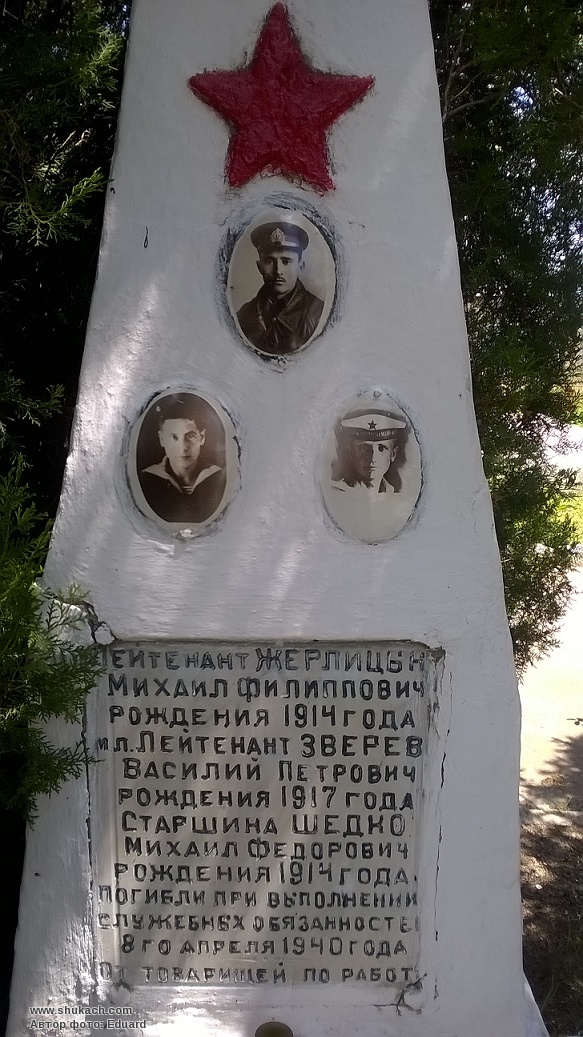 ЛЕЙТЕНАНТ ЖЕРЛИЦЫН
МИХАИЛ ФИЛИППОВИЧ
РОЖДЕНИЯ 1914 ГОДА
МЛ. ЛЕЙТЕНАНТ ЗВЕРЕВ
ВАСИЛИЙ ПЕТРОВИЧ
РОЖДЕНИЯ 1917 ГОДА
СТАРШИНА ШЕДКО
МИХАИЛ ФЕДОРОВИЧ
РОЖДЕНИЯ 1914 ГОДА.
ПОГИБЛИ ПРИ ВЫПОЛНЕНИИ
СЛУЖЕБНЫХ ОБЯЗАННОСТЕЙ
8 ГО АПРЕЛЯ 1940 ГОДА
ОТ ТОВАРИЩЕЙ ПО РАБОТЕ
www.shukach.com
Автор фото: Eduard